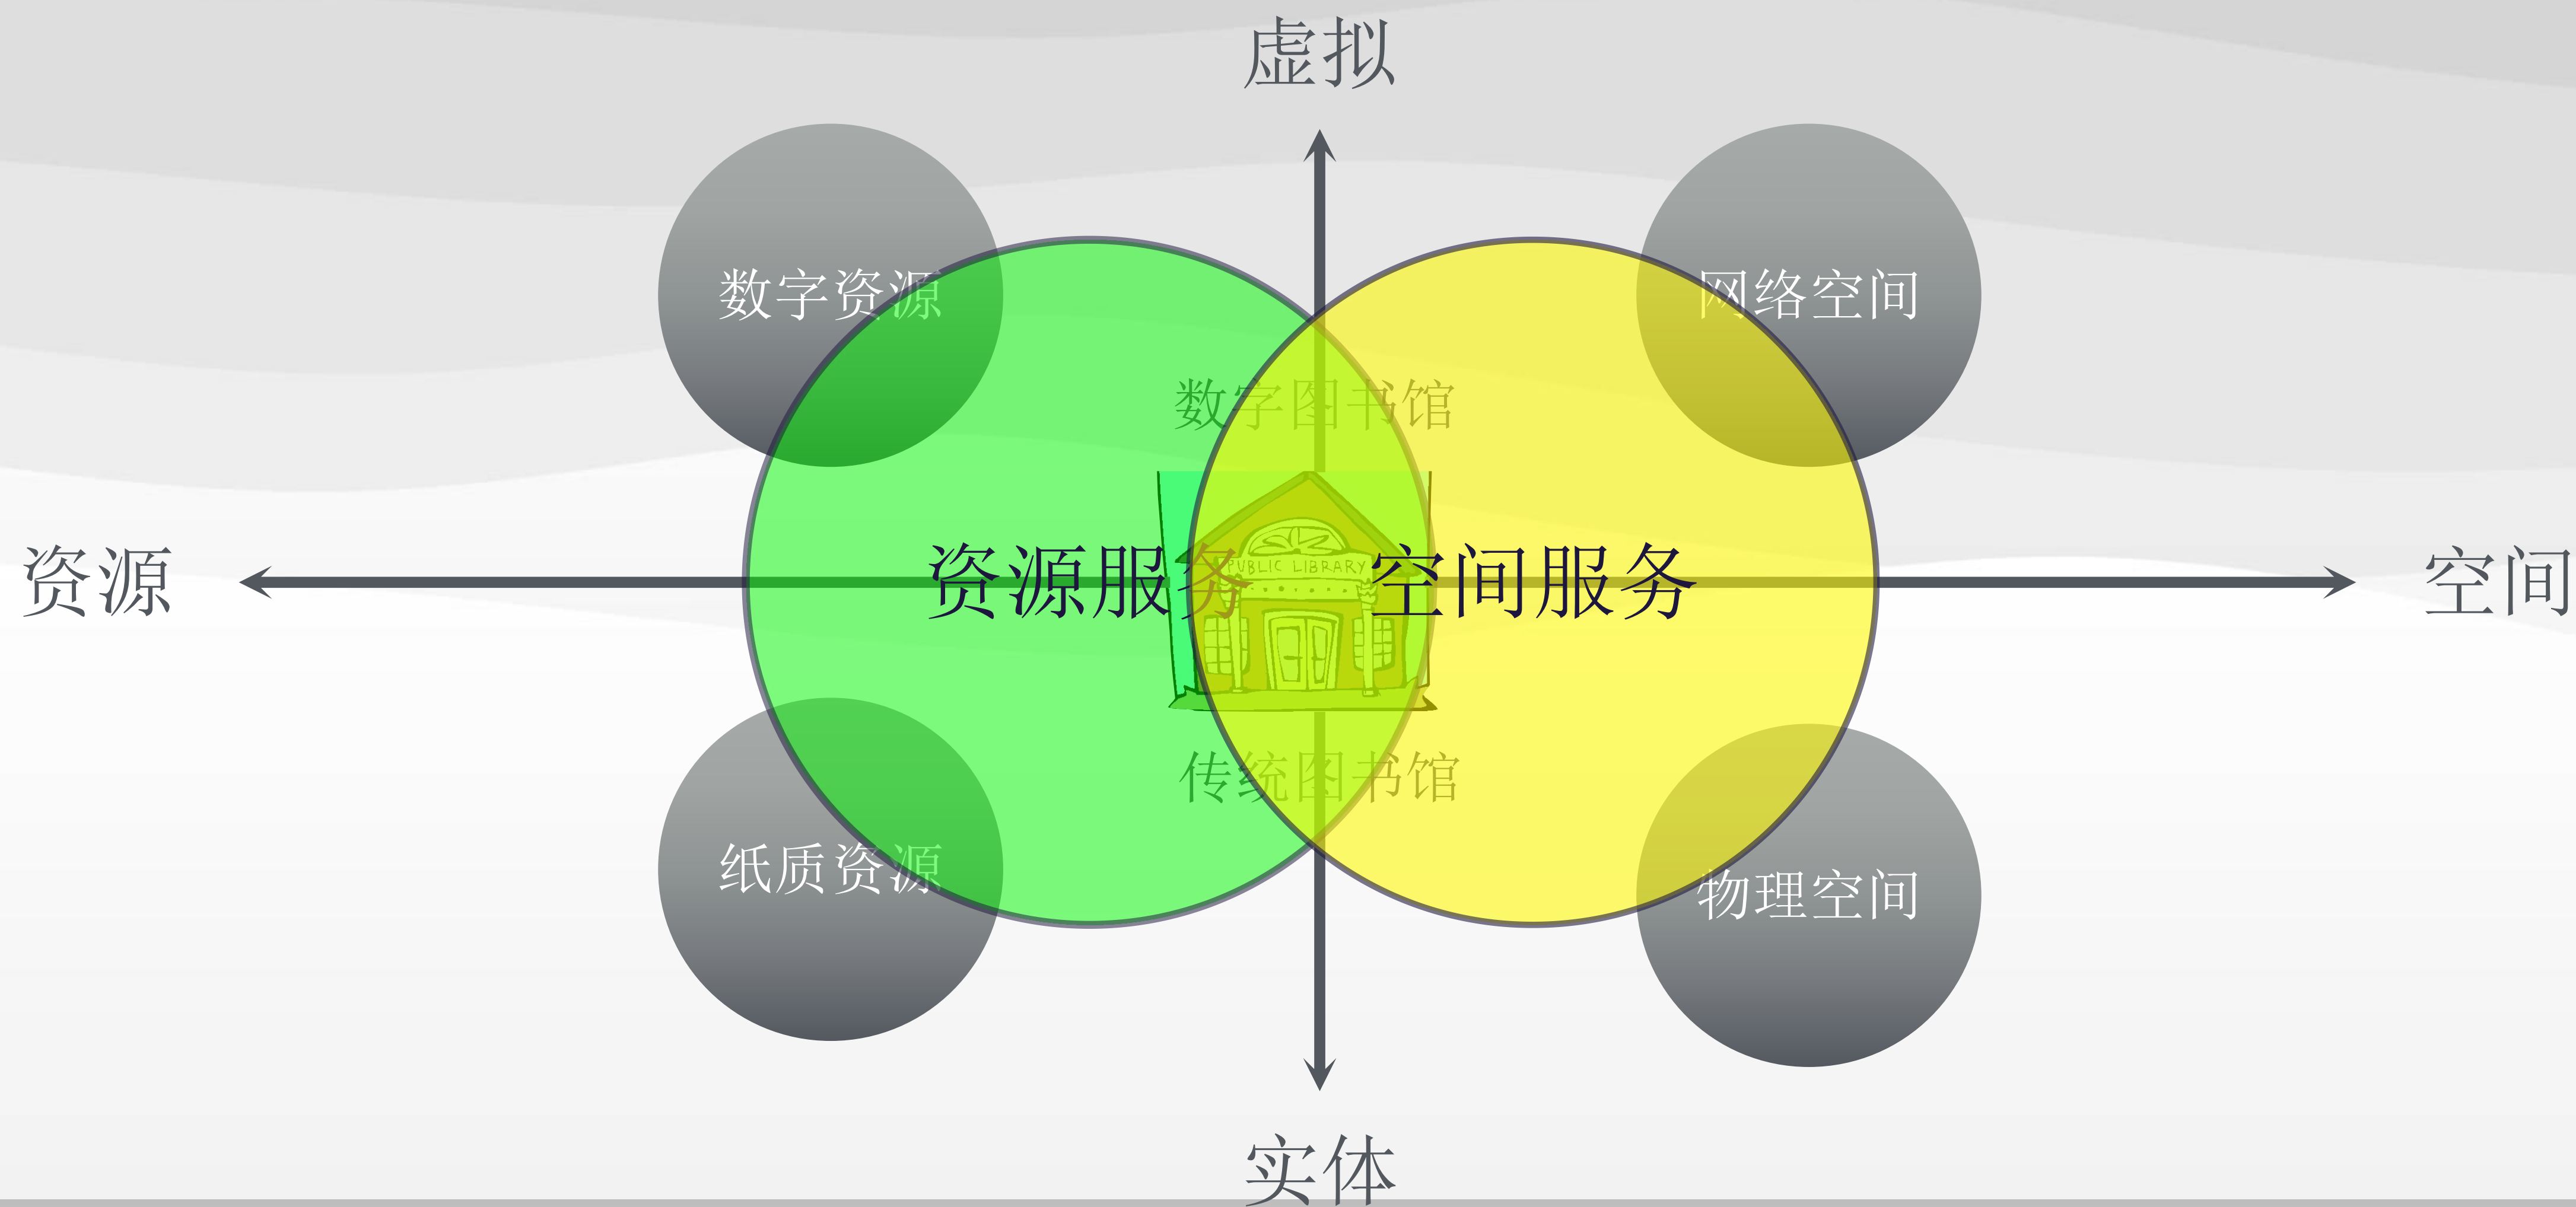 虚拟
数字资源
网络空间
数字图书馆
资源
资源服务
PUBLIC LIBRARY
空间服务
空间
传统图书馆
纸质资源
物理空间
实体